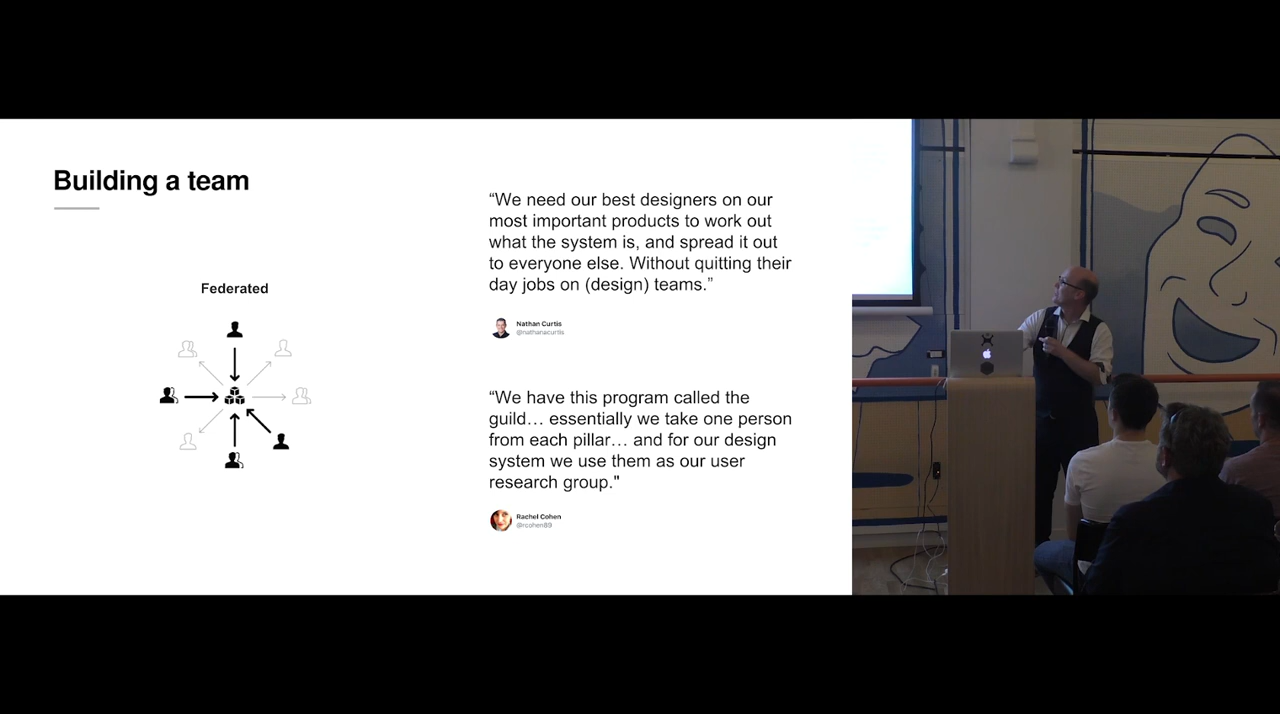 Building a team
Federated
“We need our best designers on our
most important products to work out
what the system is, and spread it out
to everyone else. Without quitting their
day jobs on (design) teams.”
Nathan Curtis
@nathanacurtis
“We have this program called the
guild… essentially we take one person
from each pillar… and for our design
system we use them as our user
research group."
Rachel Cohen
@rcohen89